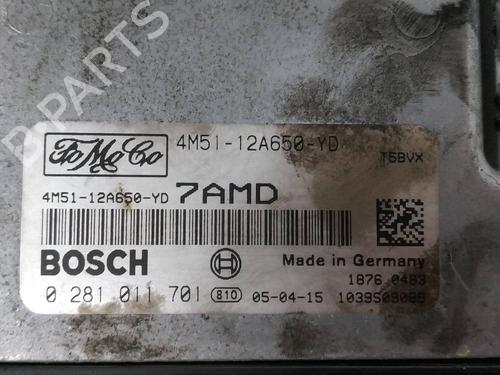 B-PARTS
FoMoCo 4M51-12A650-YD T5BVX
4M51-12A650-YD 7AMD
BOSCH Made in Germany
1876 0483
0 281 011 701 810 05-04-15 1039S09099